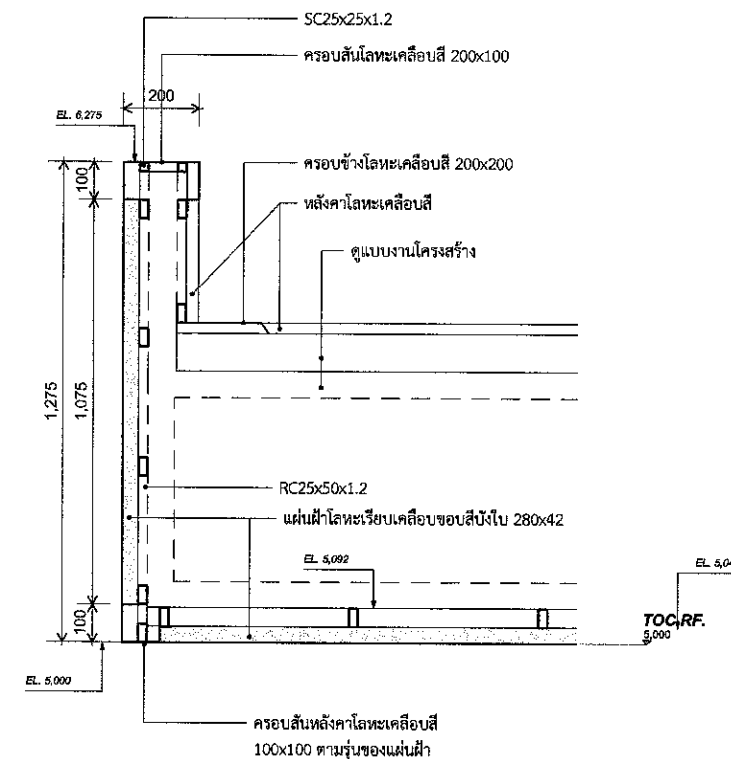 SC25x25x1.2
ครอบสันโลหะเคลือบสี 200x100
200
EL. 6,275
100
ครอบข้างโลหะเคลือบสี 200x200
หลังคาโลหะเคลือบสี
ดูแบบงานโครงสร้าง
1,275
1,075
RC25x50x1.2
แผ่นฝ้าโลหะเรียบเคลือบขอบสีบังใบ 280x42
EL. 5,092
EL. 5,04
100
TOC.RF.
5,000
EL. 5,000
ครอบสันหลังคาโลหะเคลือบสี
100x100 ตามรุ่นของแผ่นฝ้า